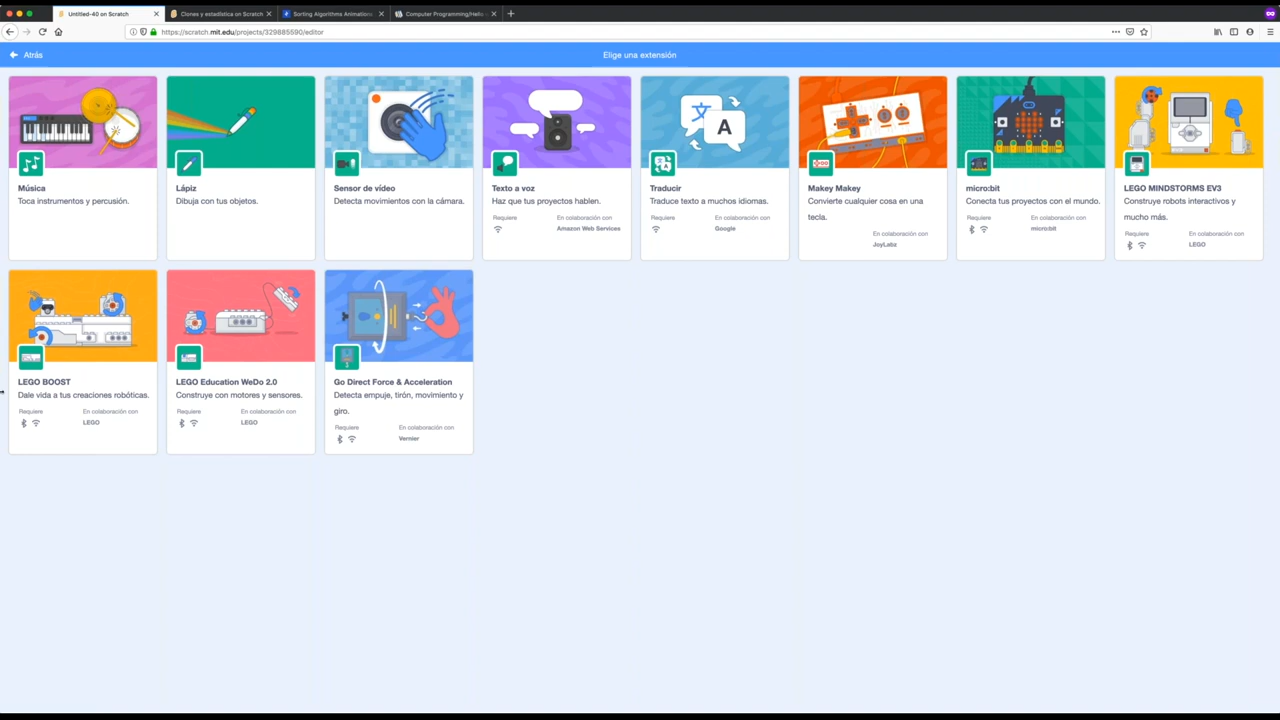 Untitled-40 on Scratch
Clones y estadística on Scratch
Sorting Algorithms Animations
Computer Programming/Hello
https://scratch.mit.edu/projects/329885590/editor
Atrás
Elige una extensión
Música
Toca instrumentos y percusión.
Lápiz
Dibuja con tus objetos.
Sensor de vídeo
Detecta movimientos con la cámara.
Texto a voz
Haz que tus proyectos hablen.
Requiere
En colaboración con
Amazon Web Services
文
A
Traducir
Traduce texto a muchos idiomas.
Requiere
En colaboración con
Google
Makey Makey
Convierte cualquier cosa en una
tecla.
En colaboración con
JoyLabz
micro:bit
Conecta tus proyectos con el mundo.
Requiere
En colaboración con
micro:bit
LEGO MINDSTORMS EV3
Construye robots interactivos y
mucho más.
Requiere
En colaboración con
LEGO
LEGO BOOST
Dale vida a tus creaciones robóticas.
Requiere
En colaboración con
LEGO
LEGO Education WeDo 2.0
Construye con motores y sensores.
Requiere
En colaboración con
LEGO
Go Direct Force & Acceleration
Detecta empuje, tirón, movimiento y
giro.
Requiere
En colaboración con
Vernier